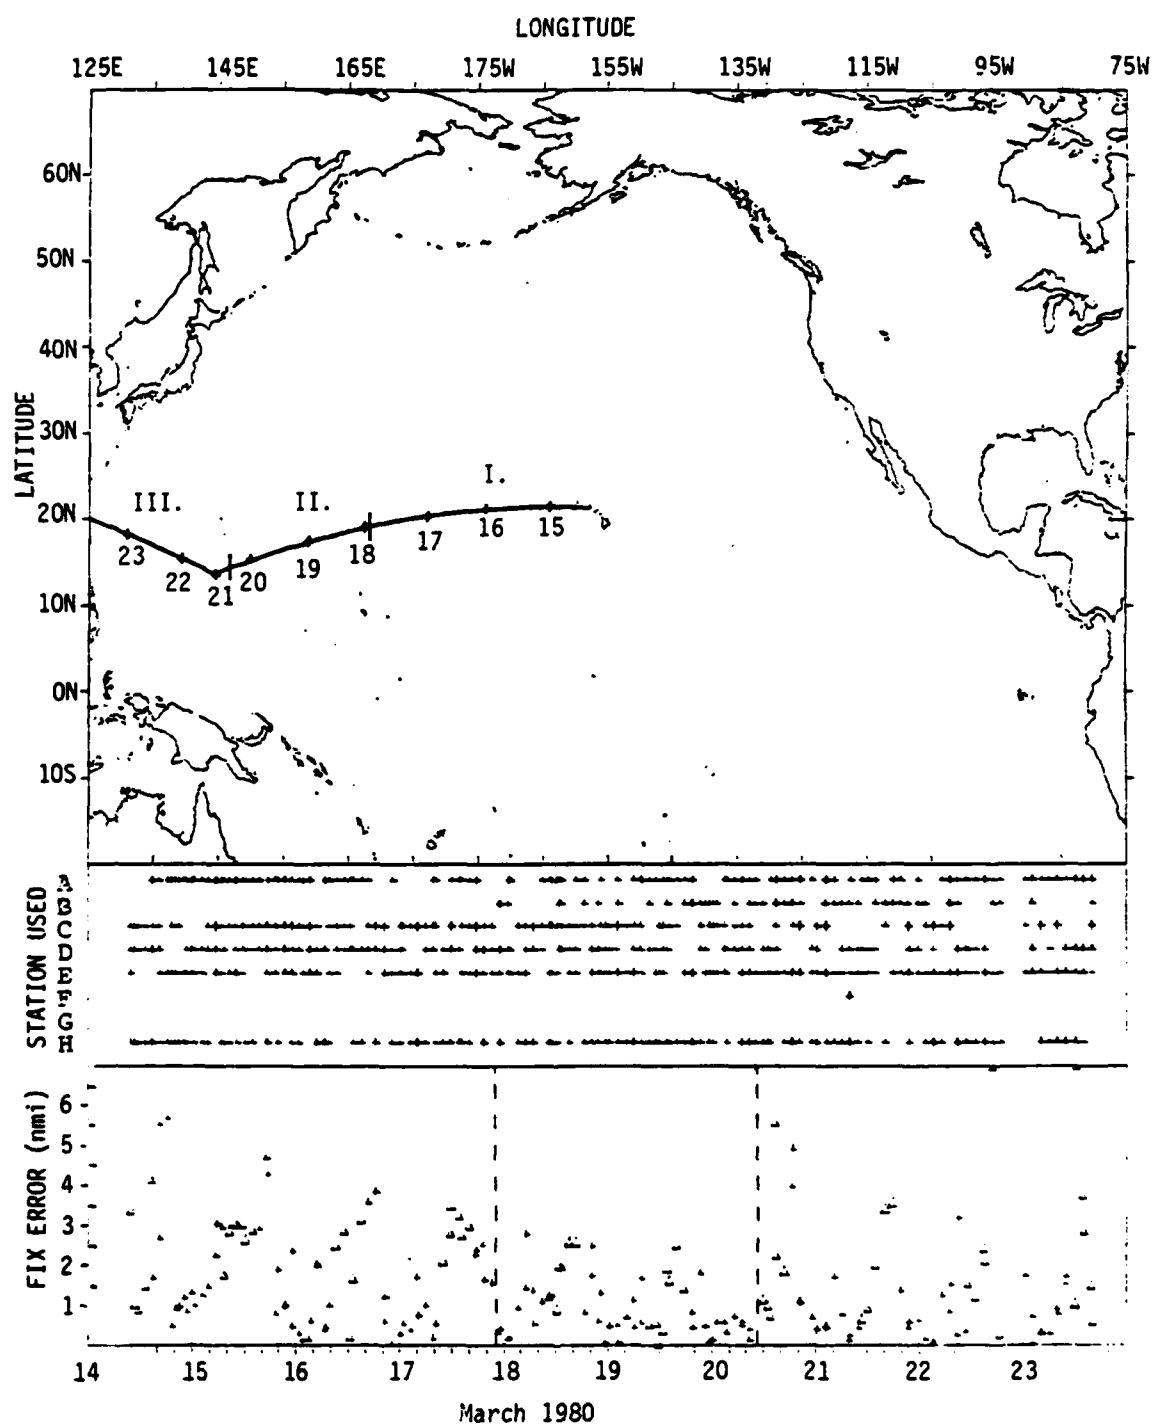 LONGITUDE
125E 145E 165E 175W 155W 135W 115W 95W 75W
LATITUDE
60N
50N
40N
30N
20N
10N
0N
10S
I.
II.
III.
23 22 21 20 19 18 17 16 15
STATION USED
A
B
C
D
E
F
G
H
FIX ERROR (nmi)
6
5
4
3
2
1
14 15 16 17 18 19 20 21 22 23
March 1980